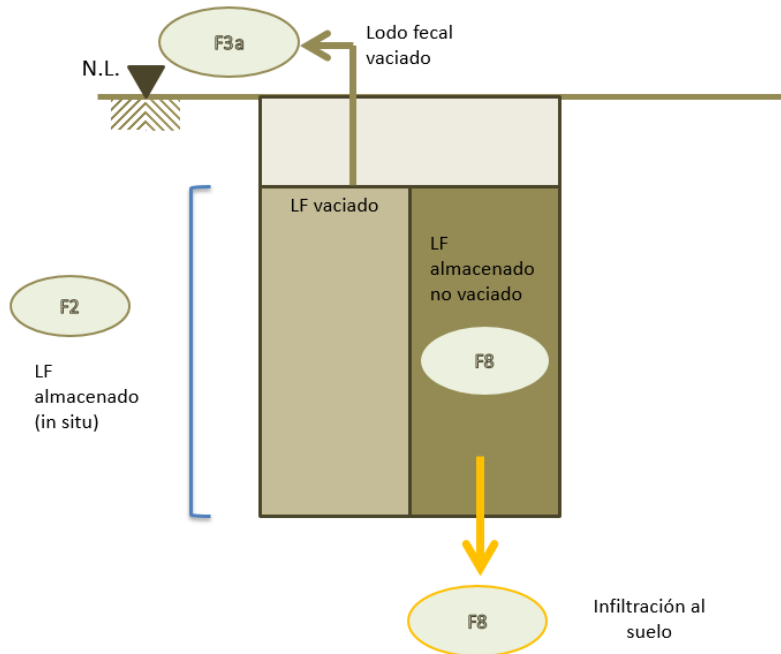 F3a
Lodo fecal
vaciado
N.L.
LF vaciado
LF
almacenado
no vaciado
F2
F8
LF
almacenado
(in situ)
F8
Infiltración al
suelo